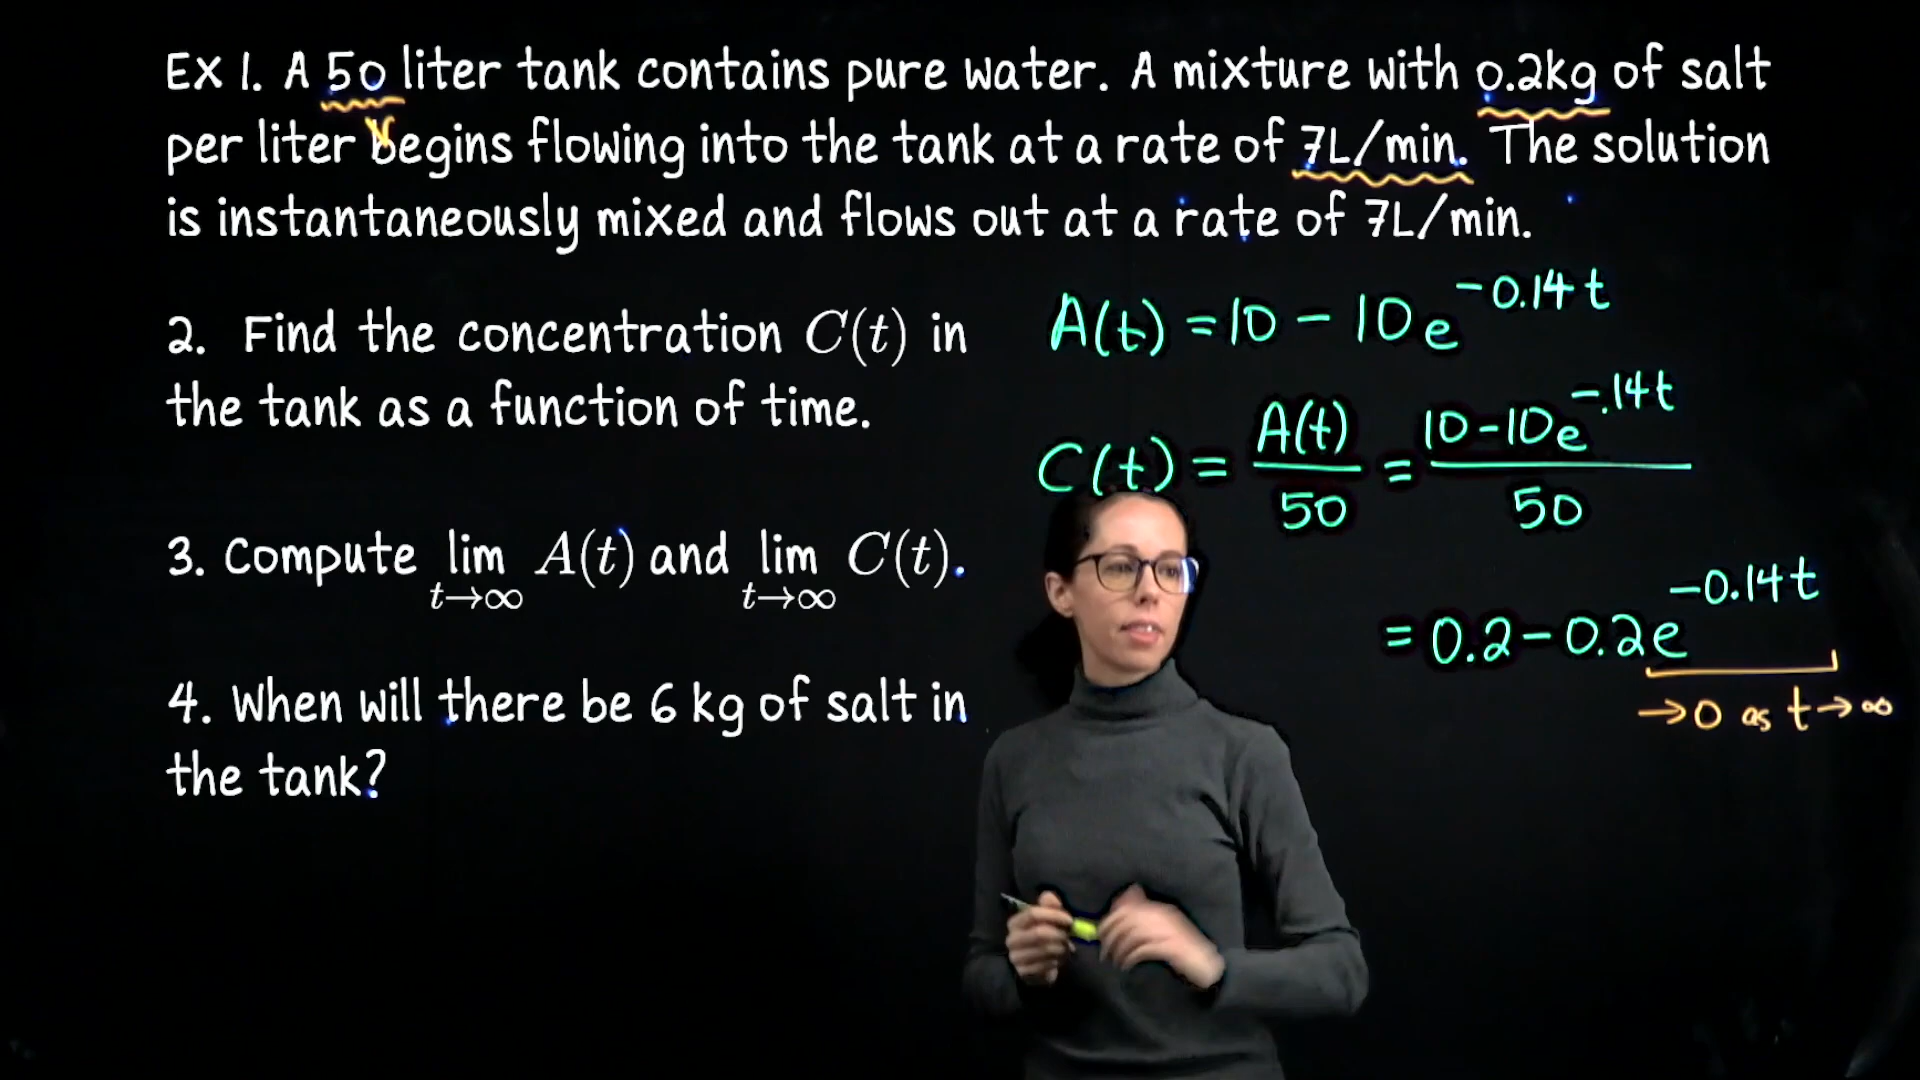 Ex 1. A 50 liter tank contains pure water. A mixture with 0.2kg of salt
per liter begins flowing into the tank at a rate of 7L/min. The solution
is instantaneously mixed and flows out at a rate of 7L/min.
2. Find the concentration C(t) in
the tank as a function of time.
3. Compute lim t→∞ A(t) and lim t→∞ C(t).
4. When will there be 6 kg of salt in
the tank?
A(t) = 10 - 10e^{-0.14t}
C(t) = A(t)/50 = (10-10e^{-.14t})/50
= 0.2-0.2e^{-0.14t}
→0 as t→∞